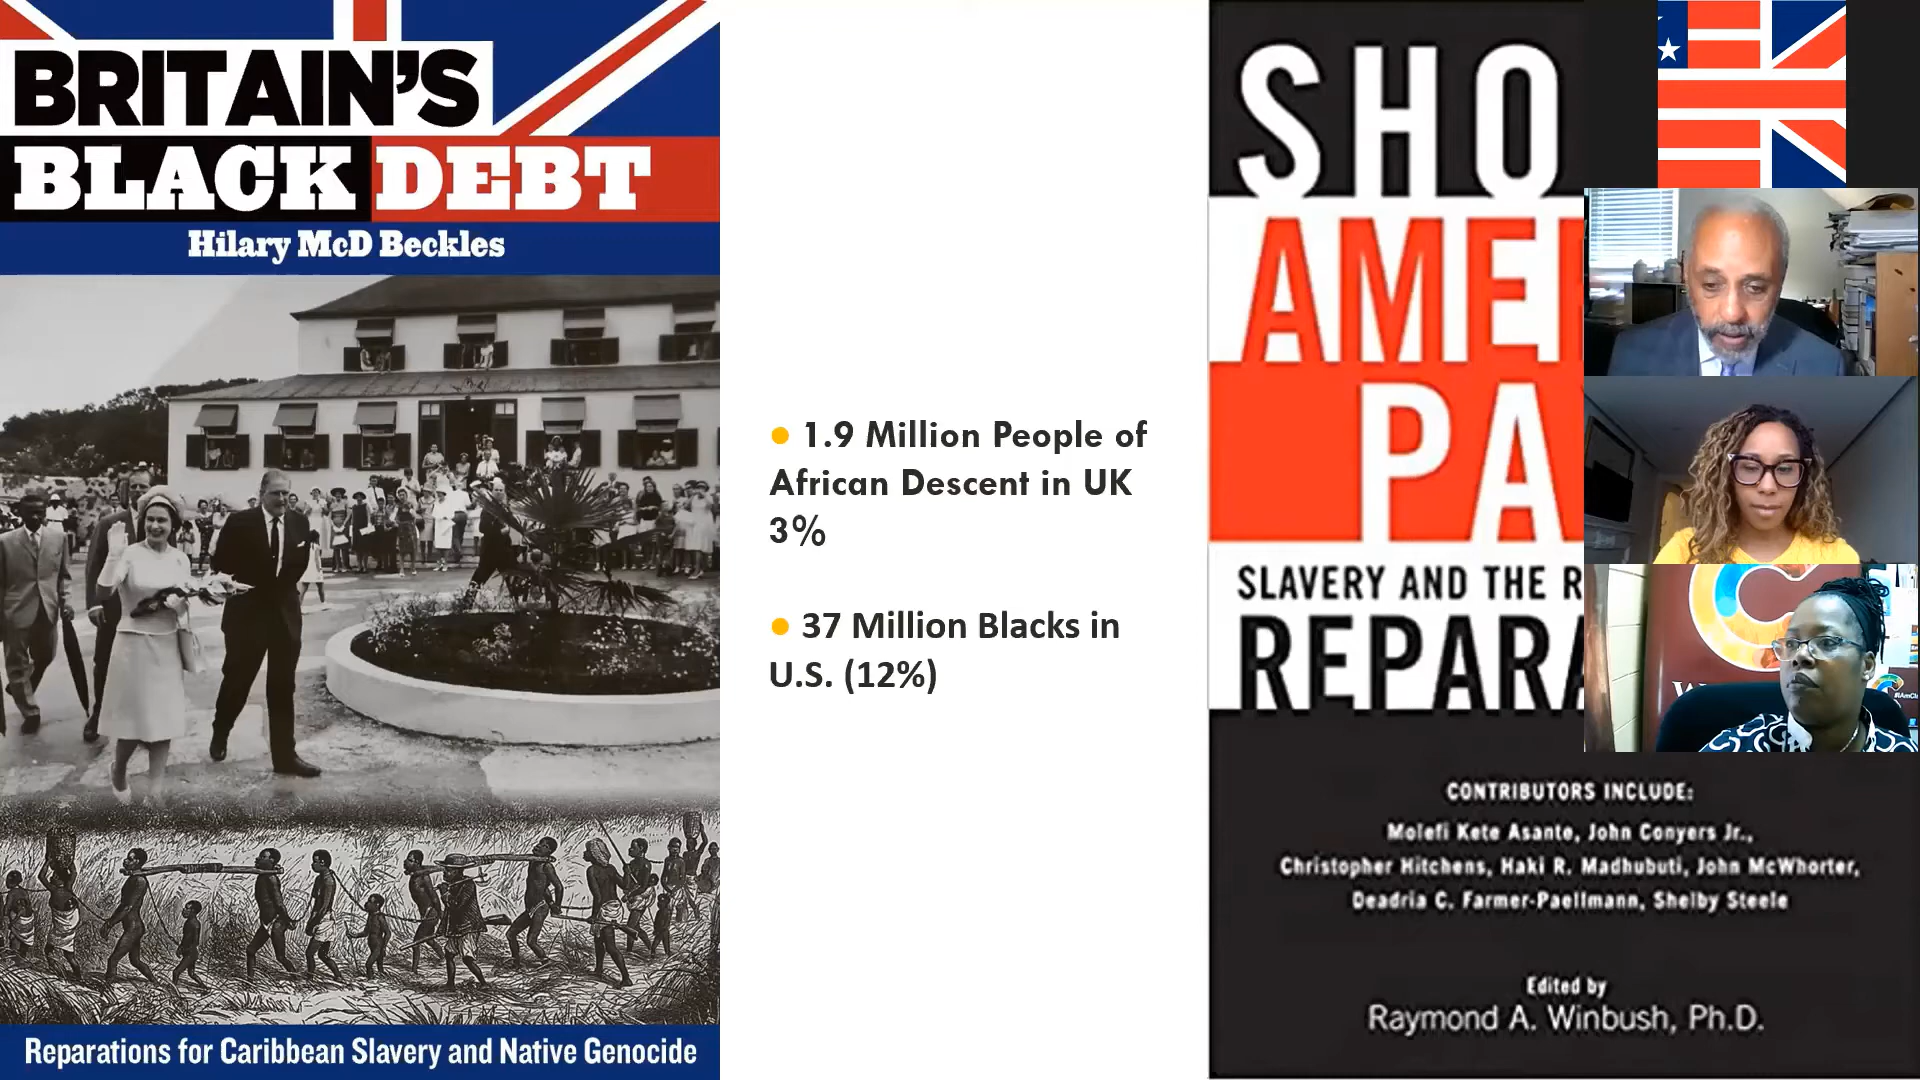 BRITAIN'S
BLACK DEBT
Hilary McD Beckles
Reparations for Caribbean Slavery and Native Genocide
● 1.9 Million People of
African Descent in UK
3%
● 37 Million Blacks in
U.S. (12%)
SHO
AMER
PA
SLAVERY AND THE R
REPARA
CONTRIBUTORS INCLUDE:
Molefi Kete Asante, John Conyers Jr.,
Christopher Hitchens, Haki R. Madhubuti, John McWhorter,
Deadria C. Farmer-Paellmann, Shelby Steele
Edited by
Raymond A. Winbush, Ph.D.